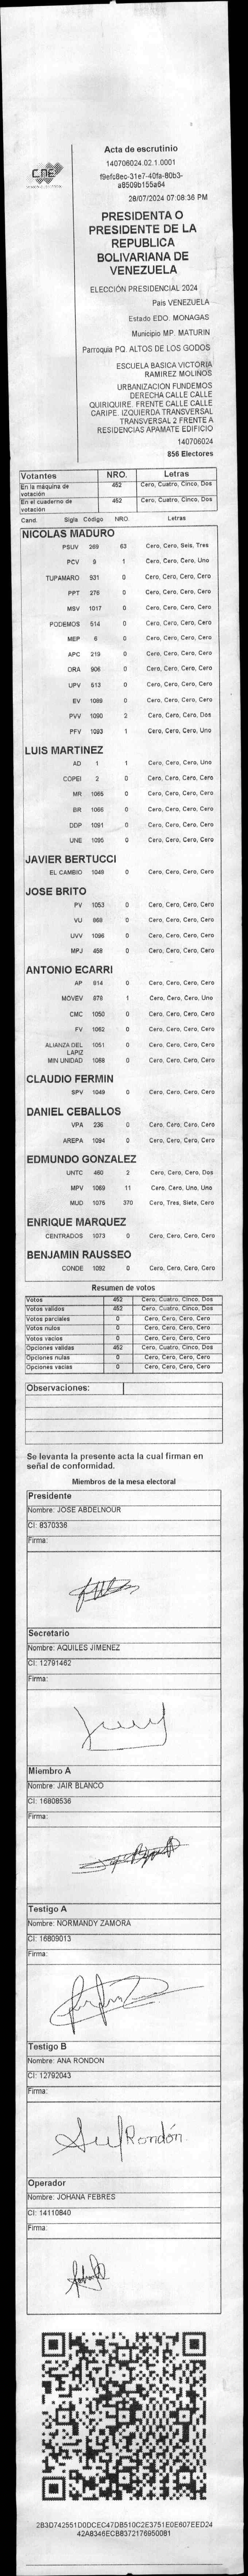 CNE
Acta de escrutinio
140706024.02.1.0001
f9efc8ec-31e7-40fa-80b3-
a8509b155a64
28/07/2024 07:08:36 PM
PRESIDENTA O
PRESIDENTE DE LA
REPUBLICA
BOLIVARIANA DE
VENEZUELA
ELECCIÓN PRESIDENCIAL 2024
Pais VENEZUELA
Estado EDO. MONAGAS
Municipio MP. MATURIN
Parroquia PQ. ALTOS DE LOS GODOS
ESCUELA BASICA VICTORIA
RAMIREZ MOLINOS
URBANIZACION FUNDEMOS
DERECHA CALLE CALLE
QUIRIQUIRE. FRENTE CALLE CALLE
CARIPE. IZQUIERDA TRANSVERSAL
TRANSVERSAL 2 FRENTE A
RESIDENCIAS APAMATE EDIFICIO
140706024
856 Electores
Votantes NRO. Letras
En la máquina de votación 452 Cero, Cuatro, Cinco, Dos
En el cuaderno de votación 452 Cero, Cuatro, Cinco, Dos
Cand. Sigla Código NRO. Letras
NICOLAS MADURO
PSUV 269 63 Cero, Cero, Seis, Tres
PCV 9 1 Cero, Cero, Cero, Uno
TUPAMARO 931 0 Cero, Cero, Cero, Cero
PPT 276 0 Cero, Cero, Cero, Cero
MSV 1017 0 Cero, Cero, Cero, Cero
PODEMOS 514 0 Cero, Cero, Cero, Cero
MEP 6 0 Cero, Cero, Cero, Cero
APC 219 0 Cero, Cero, Cero, Cero
ORA 906 0 Cero, Cero, Cero, Cero
UPV 613 0 Cero, Cero, Cero, Cero
EV 1089 0 Cero, Cero, Cero, Cero
PVV 1090 2 Cero, Cero, Cero, Dos
PFV 1093 1 Cero, Cero, Cero, Uno
LUIS MARTINEZ
AD 1 1 Cero, Cero, Cero, Uno
COPEI 2 0 Cero, Cero, Cero, Cero
MR 1065 0 Cero, Cero, Cero, Cero
BR 1066 0 Cero, Cero, Cero, Cero
DDP 1091 0 Cero, Cero, Cero, Cero
UNE 1095 0 Cero, Cero, Cero, Cero
JAVIER BERTUCCI
EL CAMBIO 1048 0 Cero, Cero, Cero, Cero
JOSE BRITO
PV 1053 0 Cero, Cero, Cero, Cero
VU 868 0 Cero, Cero, Cero, Cero
UVV 1096 0 Cero, Cero, Cero, Cero
MPJ 458 0 Cero, Cero, Cero, Cero
ANTONIO ECARRI
AP 814 0 Cero, Cero, Cero, Cero
MOVEV 878 1 Cero, Cero, Cero, Uno
CMC 1050 0 Cero, Cero, Cero, Cero
FV 1062 0 Cero, Cero, Cero, Cero
ALIANZA DEL LAPIZ 1051 0 Cero, Cero, Cero, Cero
MIN UNIDAD 1068 0 Cero, Cero, Cero, Cero
CLAUDIO FERMIN
SPV 1049 0 Cero, Cero, Cero, Cero
DANIEL CEBALLOS
VPA 236 0 Cero, Cero, Cero, Cero
AREPA 1094 0 Cero, Cero, Cero, Cero
EDMUNDO GONZALEZ
UNTC 460 2 Cero, Cero, Cero, Dos
MPV 1069 11 Cero, Cero, Uno, Uno
MUD 1075 370 Cero, Tres, Siete, Cero
ENRIQUE MARQUEZ
CENTRADOS 1073 0 Cero, Cero, Cero, Cero
BENJAMIN RAUSSEO
CONDE 1092 0 Cero, Cero, Cero, Cero
Resumen de votos
Votos 452 Cero, Cuatro, Cinco, Dos
Votos validos 452 Cero, Cuatro, Cinco, Dos
Votos parciales 0 Cero, Cero, Cero, Cero
Votos nulos 0 Cero, Cero, Cero, Cero
Votos vacios 0 Cero, Cero, Cero, Cero
Opciones validas 452 Cero, Cuatro, Cinco, Dos
Opciones nulas 0 Cero, Cero, Cero, Cero
Opciones vacias 0 Cero, Cero, Cero, Cero
Observaciones:
Se levanta la presente acta la cual firman en
señal de conformidad.
Miembros de la mesa electoral
Presidente
Nombre: JOSE ABDELNOUR
CI: 8370336
Firma:
Secretario
Nombre: AQUILES JIMENEZ
CI: 12791462
Firma:
Miembro A
Nombre: JAIR BLANCO
CI: 16808536
Firma:
Testigo A
Nombre: NORMANDY ZAMORA
CI: 16809013
Firma:
Testigo B
Nombre: ANA RONDON
CI: 12792043
Firma:
Rondón
Operador
Nombre: JOHANA FEBRES
CI: 14110840
Firma:
2B3D742551D0DCEC47DB510C2E3751E0E607EED24
42A8346ECB8372176950081